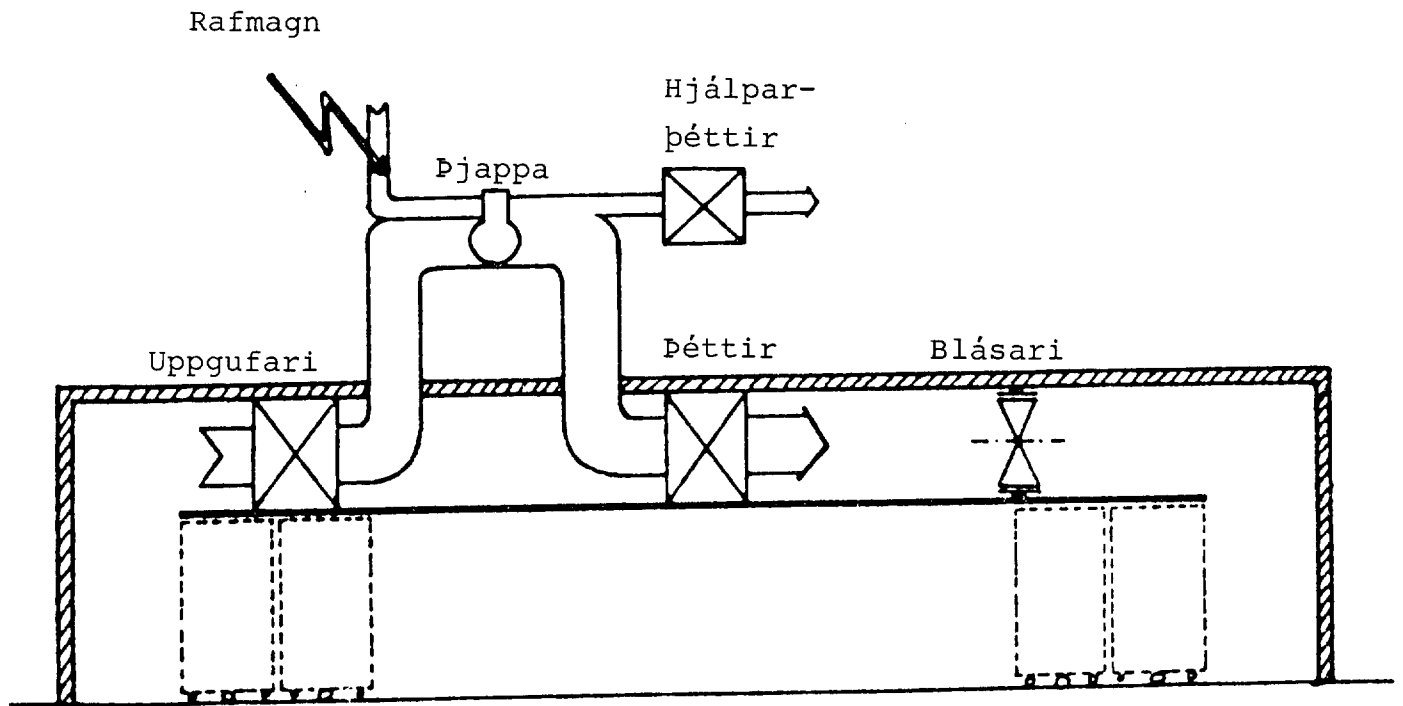 Rafmagn
Hjálpar-
þéttir
Þjappa
Uppgufari
Þéttir
Blásari